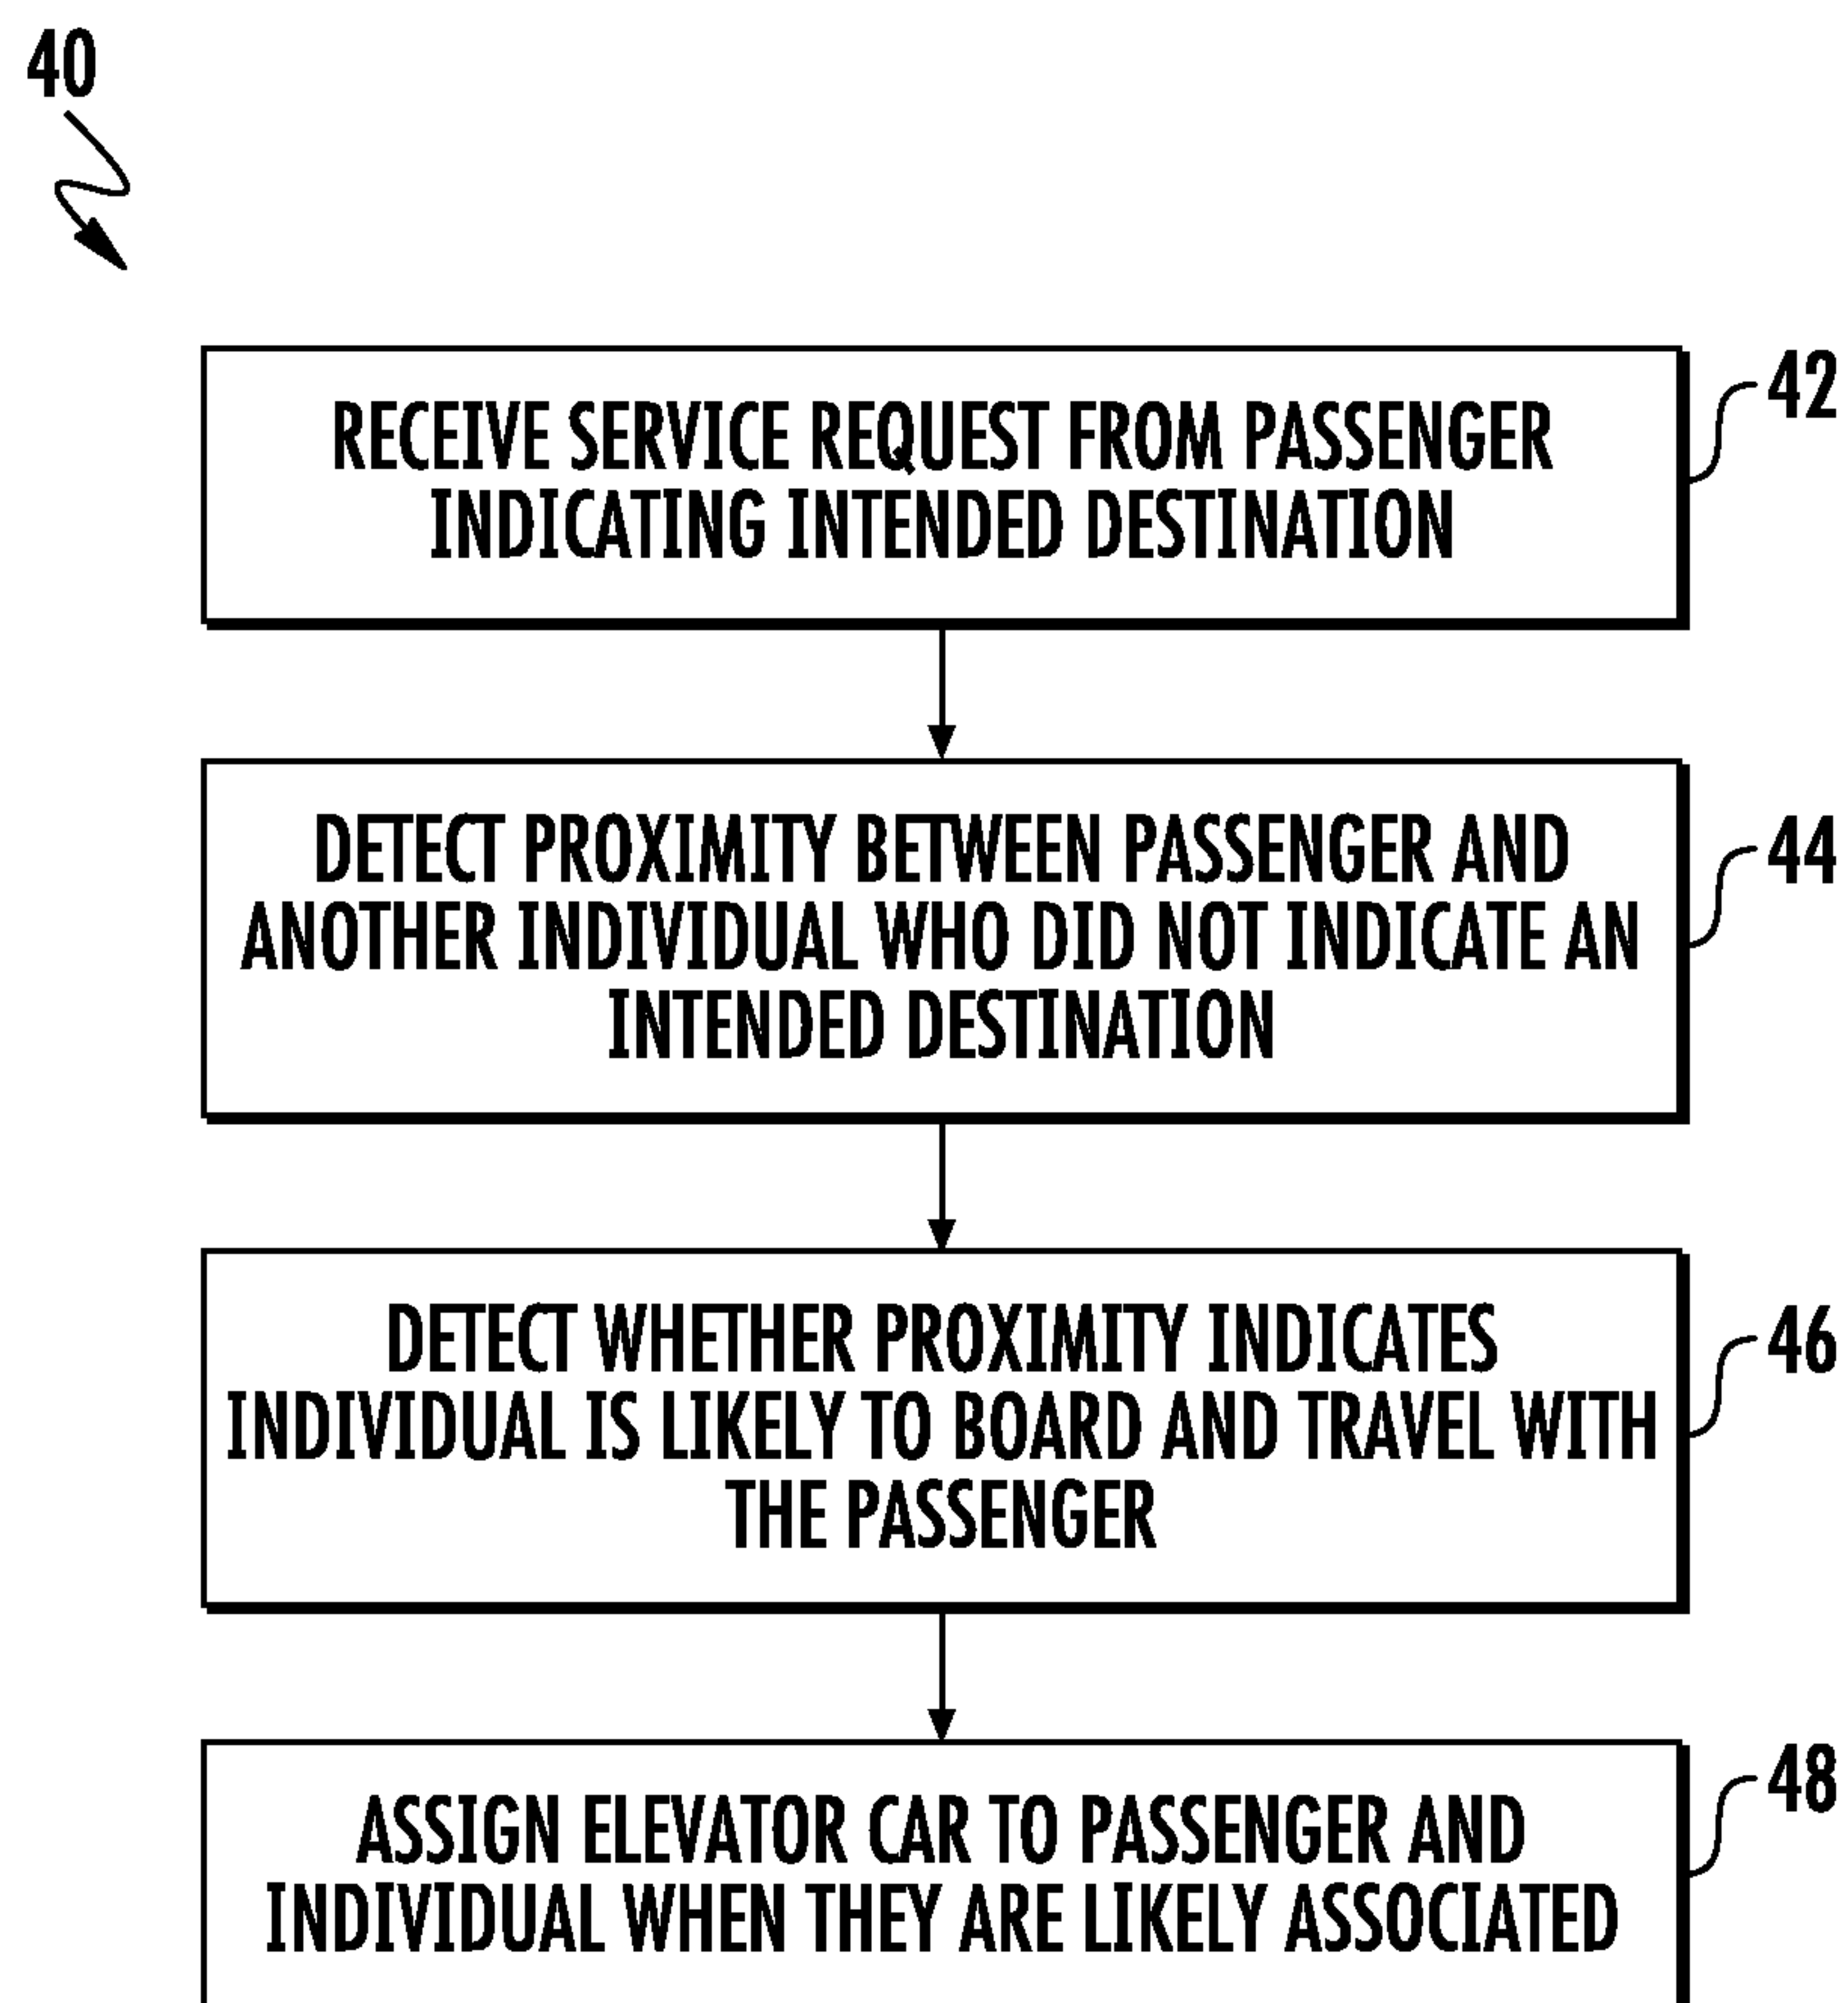 40
RECEIVE SERVICE REQUEST FROM PASSENGER
INDICATING INTENDED DESTINATION
42
DETECT PROXIMITY BETWEEN PASSENGER AND
ANOTHER INDIVIDUAL WHO DID NOT INDICATE AN
INTENDED DESTINATION
44
DETECT WHETHER PROXIMITY INDICATES
INDIVIDUAL IS LIKELY TO BOARD AND TRAVEL WITH
THE PASSENGER
46
ASSIGN ELEVATOR CAR TO PASSENGER AND
INDIVIDUAL WHEN THEY ARE LIKELY ASSOCIATED
48